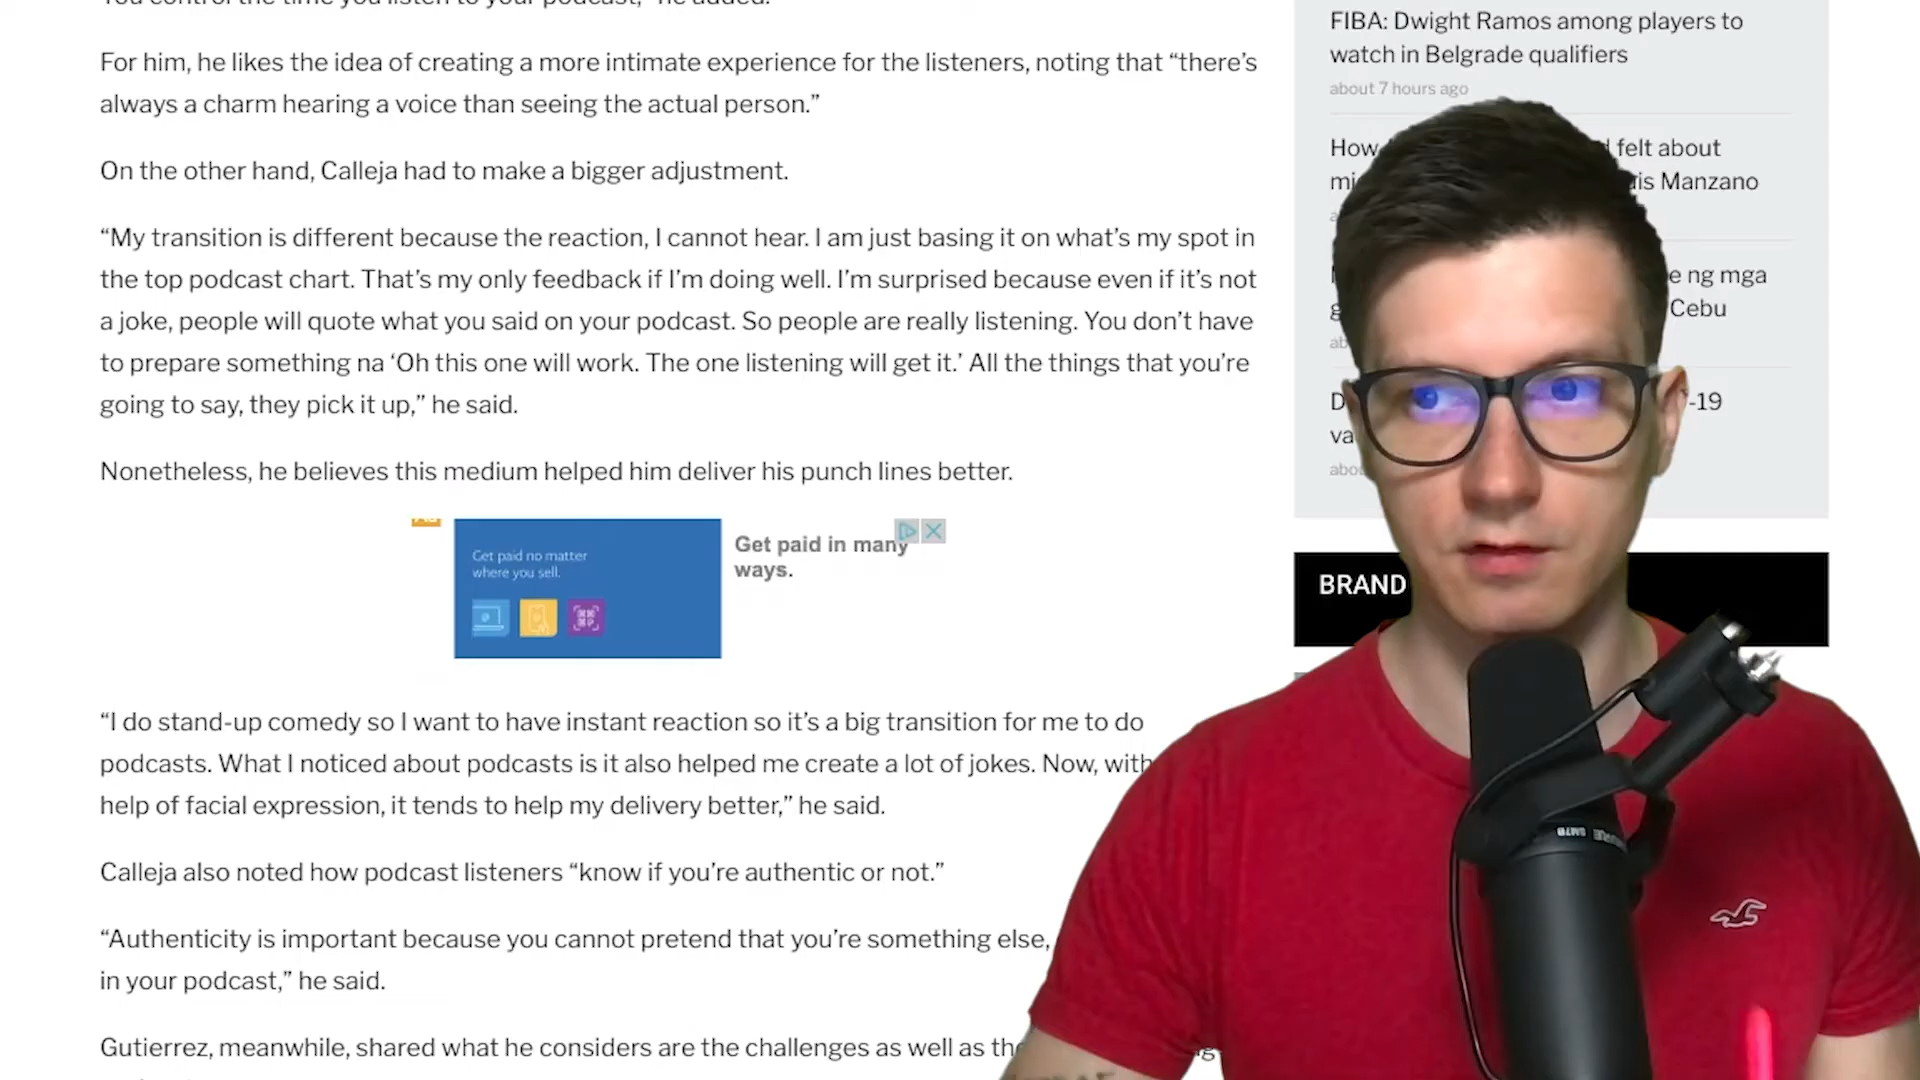 For him, he likes the idea of creating a more intimate experience for the listeners, noting that “there’s
always a charm hearing a voice than seeing the actual person.”
On the other hand, Calleja had to make a bigger adjustment.
“My transition is different because the reaction, I cannot hear. I am just basing it on what’s my spot in
the top podcast chart. That’s my only feedback if I’m doing well. I’m surprised because even if it’s not
a joke, people will quote what you said on your podcast. So people are really listening. You don’t have
to prepare something na ‘Oh this one will work. The one listening will get it.’ All the things that you’re
going to say, they pick it up,” he said.
Nonetheless, he believes this medium helped him deliver his punch lines better.
Get paid no matter
where you sell.
Get paid in many
ways.
“I do stand-up comedy so I want to have instant reaction so it’s a big transition for me to do
podcasts. What I noticed about podcasts is it also helped me create a lot of jokes. Now, with
help of facial expression, it tends to help my delivery better,” he said.
Calleja also noted how podcast listeners “know if you’re authentic or not.”
“Authenticity is important because you cannot pretend that you’re something else,
in your podcast,” he said.
Gutierrez, meanwhile, shared what he considers are the challenges as well as
FIBA: Dwight Ramos among players to
watch in Belgrade qualifiers
about 7 hours ago
How felt about
Manzano
e ng mga
Cebu
-19
BRAND
SM7B